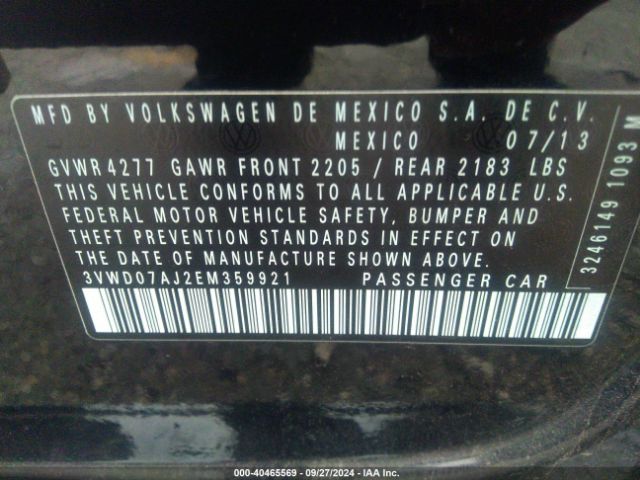 MFD BY VOLKSWAGEN DE MEXICO S.A. DE C.V.
MEXICO 07/13
GVWR 4277 GAWR FRONT 2205 / REAR 2183 LBS
THIS VEHICLE CONFORMS TO ALL APPLICABLE U.S.
FEDERAL MOTOR VEHICLE SAFETY, BUMPER AND
THEFT PREVENTION STANDARDS IN EFFECT ON
THE DATE OF MANUFACTURE SHOWN ABOVE.
3VWD07AJ2EM359921 PASSENGER CAR
3246149 1093 M
000-40465569 - 09/27/2024 - IAA Inc.